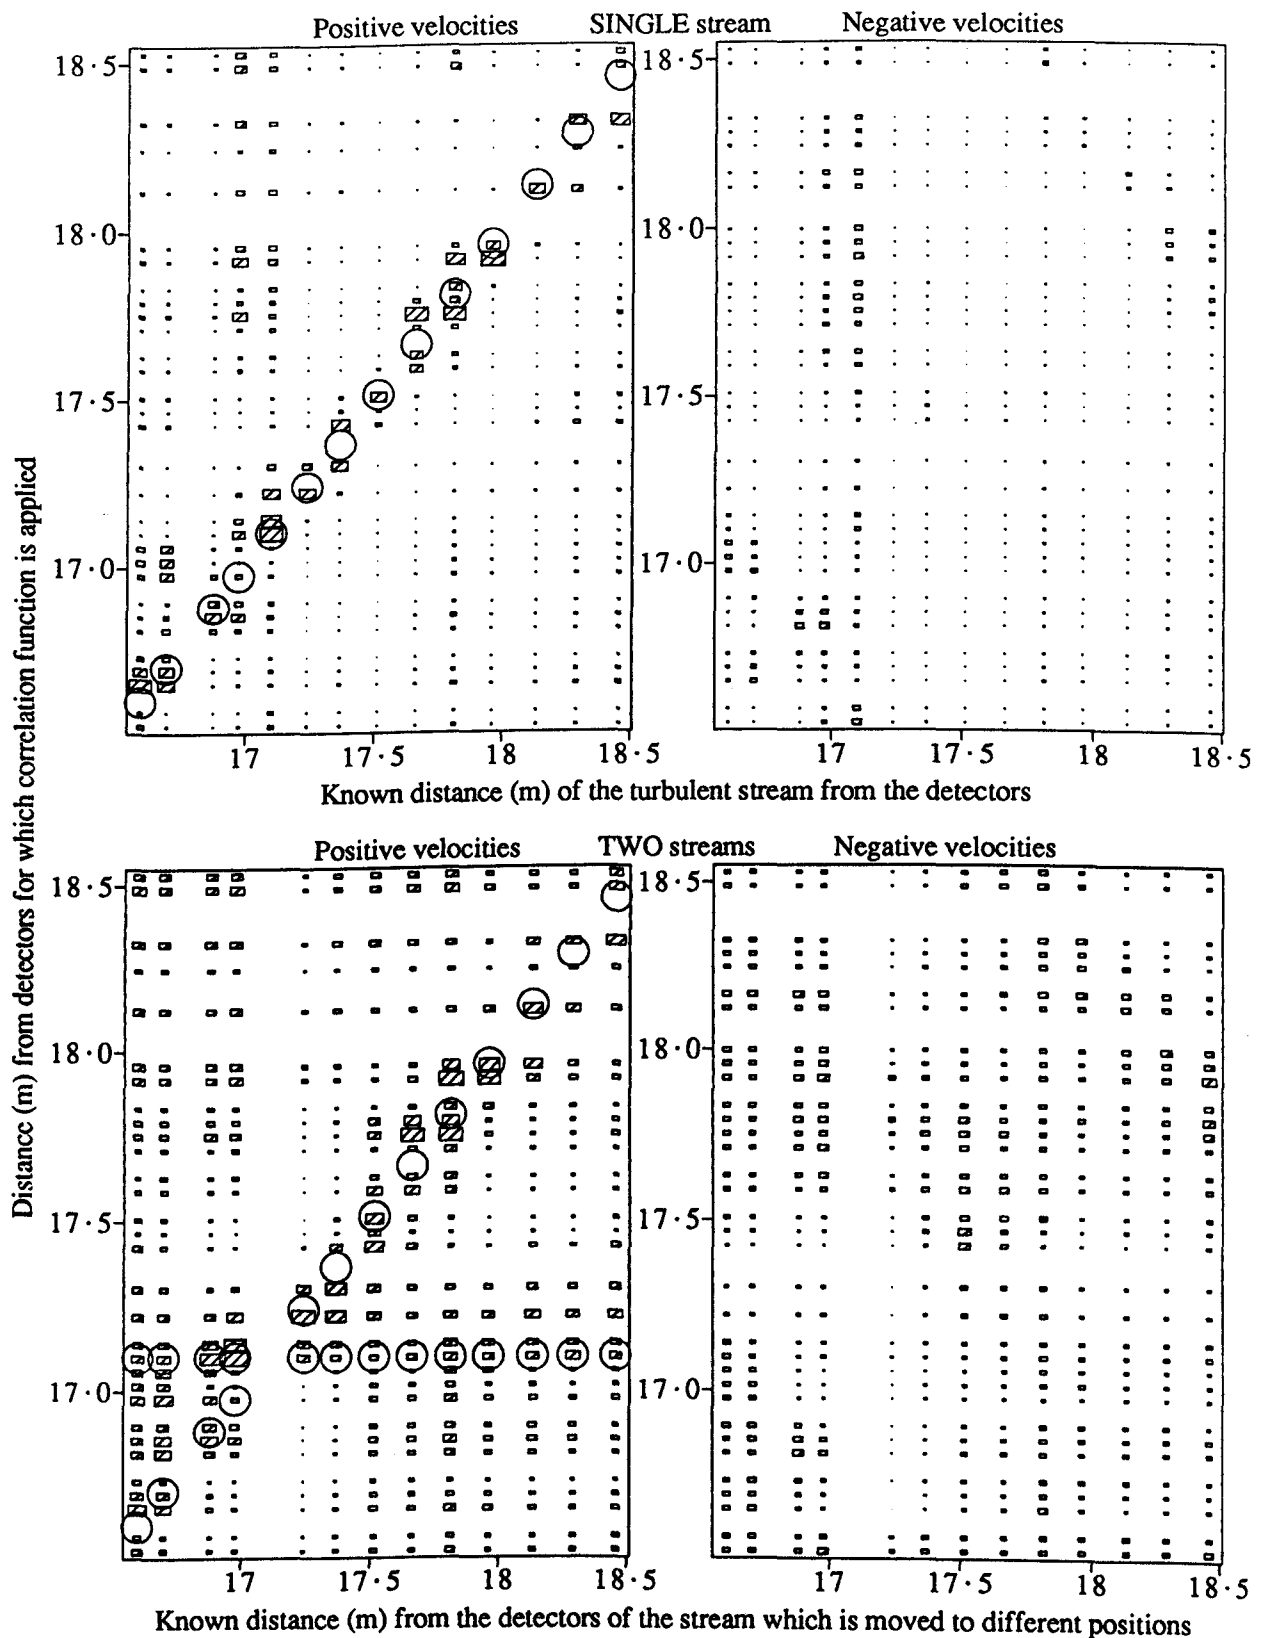 Positive velocities SINGLE stream Negative velocities
18·5 18·5
18·0 18·0
17·5 17·5
17·0 17·0
17 17·5 18 18·5 17 17·5 18 18·5
Known distance (m) of the turbulent stream from the detectors
Distance (m) from detectors for which correlation function is applied
Positive velocities TWO streams Negative velocities
18·5 18·5
18·0 18·0
17·5 17·5
17·0 17·0
17 17·5 18 18·5 17 17·5 18 18·5
Known distance (m) from the detectors of the stream which is moved to different positions